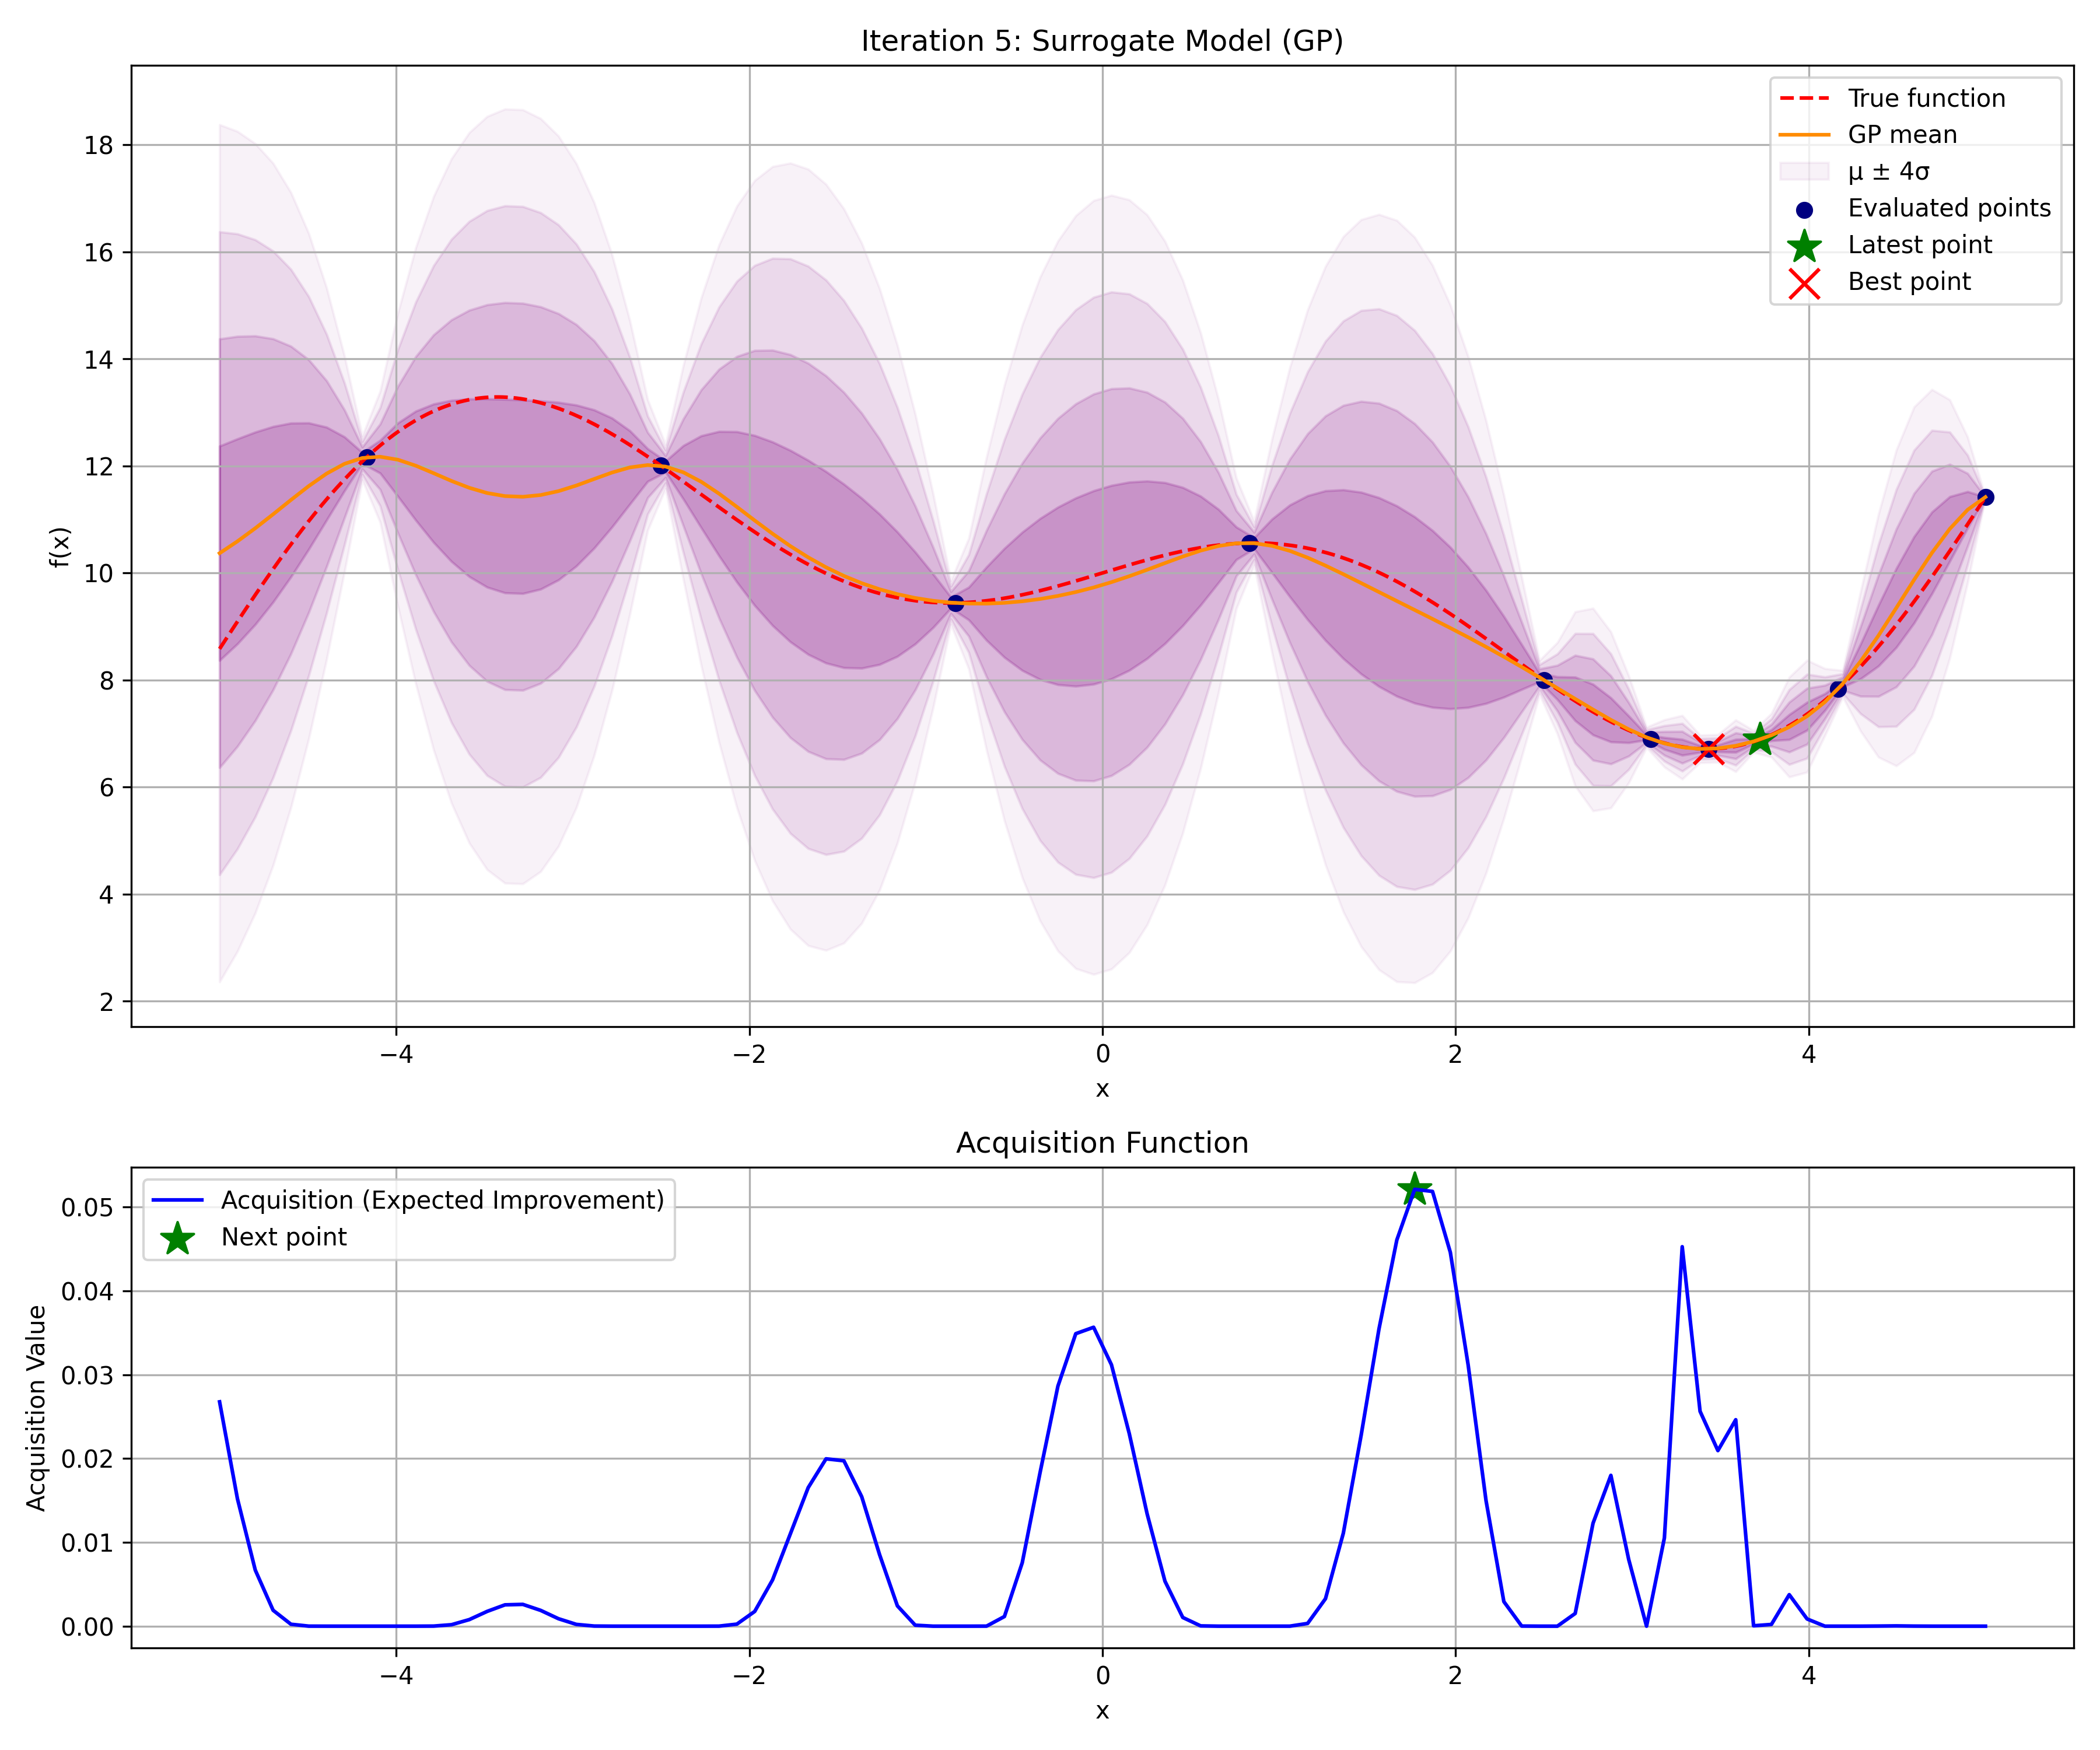 Iteration 5: Surrogate Model (GP)
True function
GP mean
μ ± 4σ
Evaluated points
Latest point
Best point
f(x)
18
16
14
12
10
8
6
4
2
−4
−2
0
2
4
x
Acquisition Function
Acquisition (Expected Improvement)
Next point
Acquisition Value
0.05
0.04
0.03
0.02
0.01
0.00
−4
−2
0
2
4
x